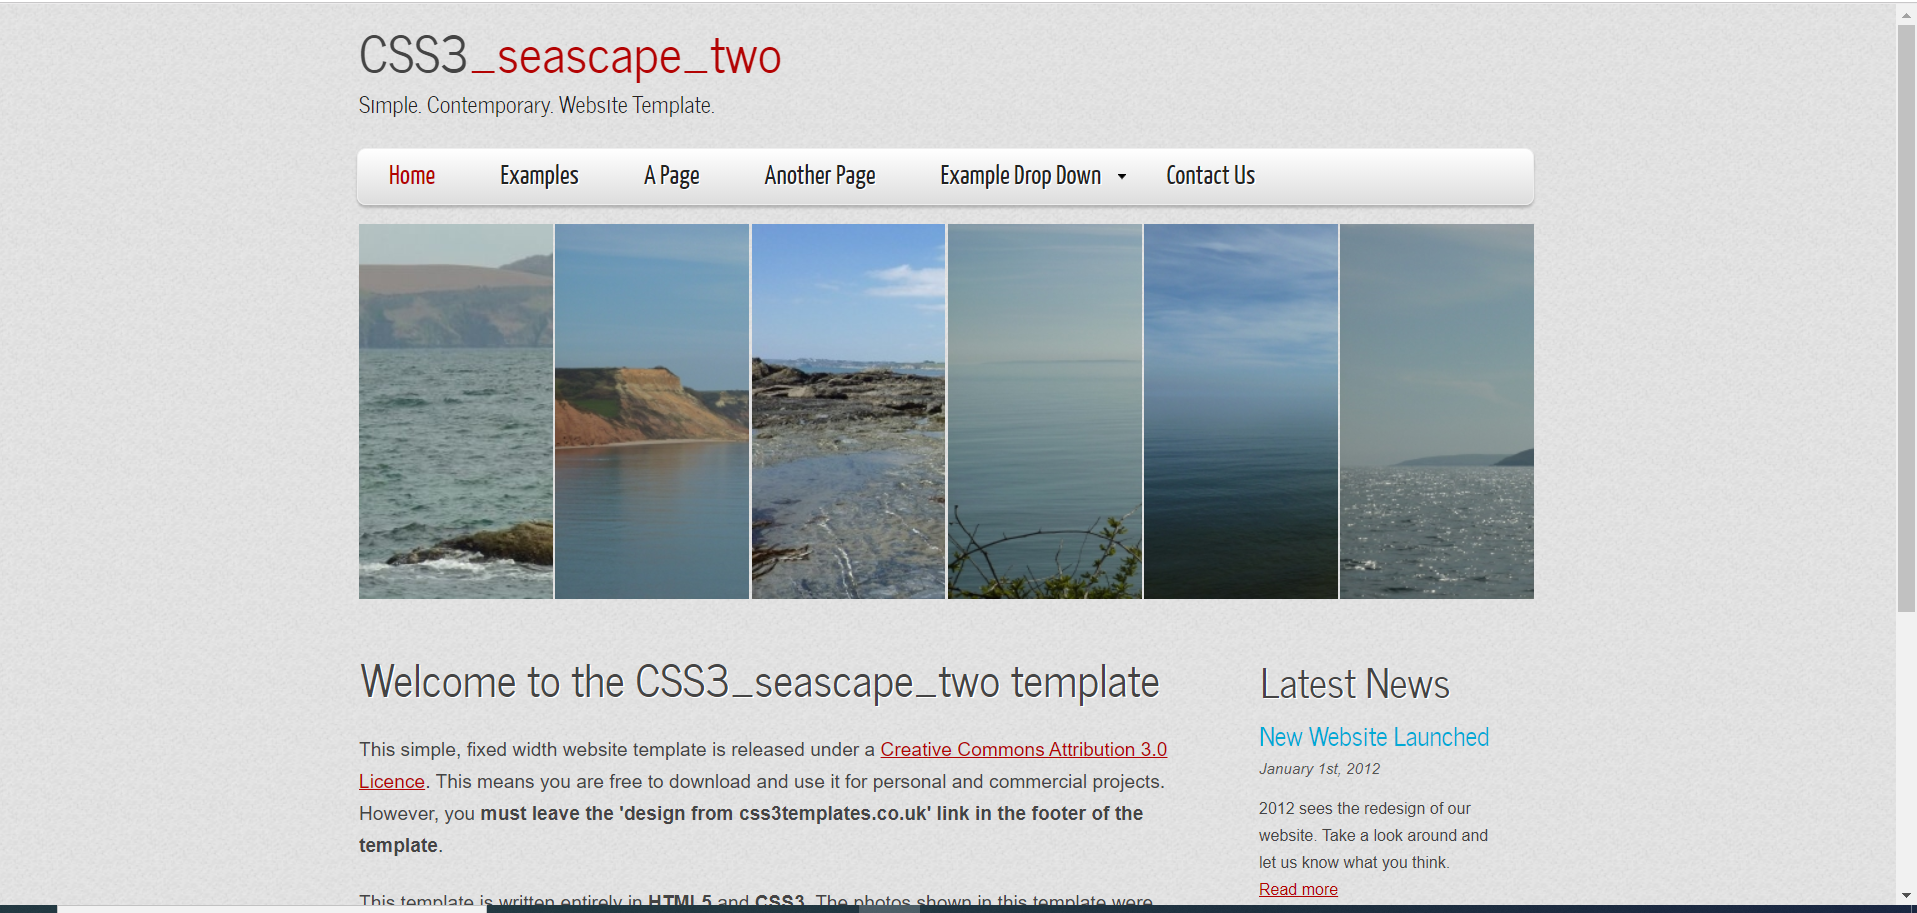 CSS3_seascape_two
Simple. Contemporary. Website Template.
Home Examples A Page Another Page Example Drop Down Contact Us
Welcome to the CSS3_seascape_two template
This simple, fixed width website template is released under a Creative Commons Attribution 3.0
Licence. This means you are free to download and use it for personal and commercial projects.
However, you must leave the 'design from css3templates.co.uk' link in the footer of the
template.
This template is written entirely in HTML5 and CSS3. The photos shown in this template were
Latest News
New Website Launched
January 1st, 2012
2012 sees the redesign of our
website. Take a look around and
let us know what you think.
Read more